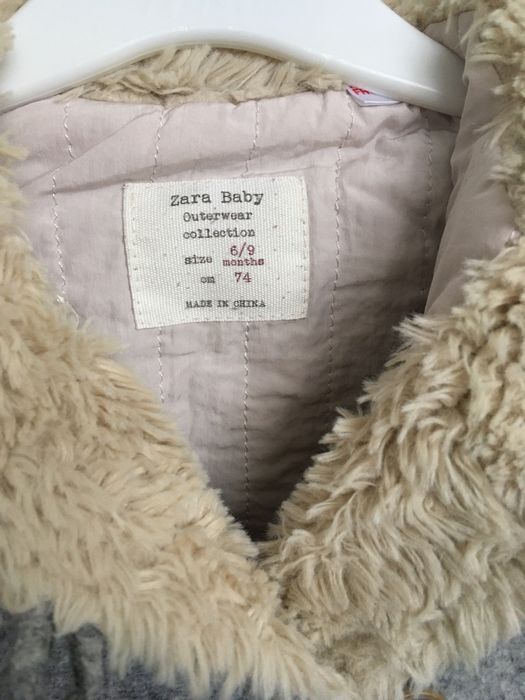 Zara Baby
Outerwear
collection
size 6/9 months
cm 74
MADE IN CHINA